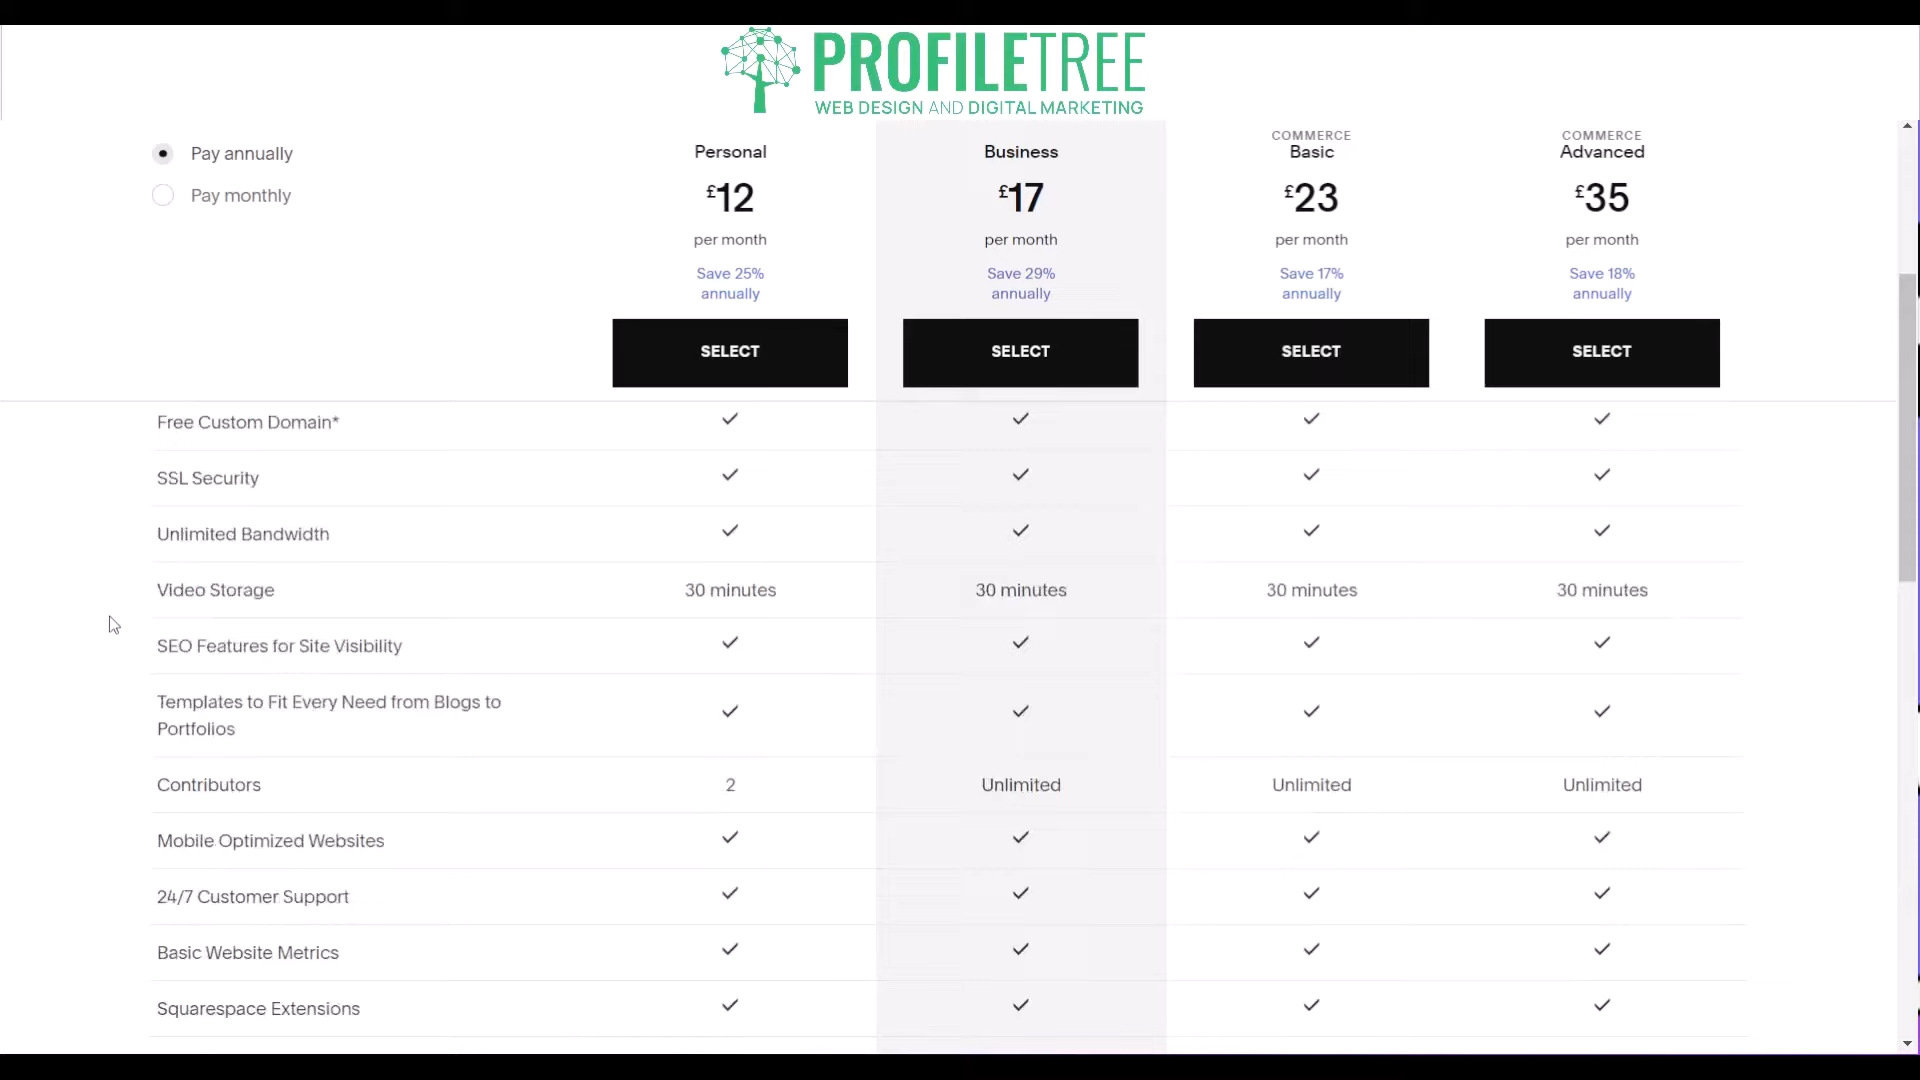 PROFILETREE
WEB DESIGN AND DIGITAL MARKETING
Pay annually
Pay monthly
Personal
£12
per month
Save 25%
annually
SELECT
Business
£17
per month
Save 29%
annually
SELECT
COMMERCE
Basic
£23
per month
Save 17%
annually
SELECT
COMMERCE
Advanced
£35
per month
Save 18%
annually
SELECT
Free Custom Domain* ✓ ✓ ✓ ✓
SSL Security ✓ ✓ ✓ ✓
Unlimited Bandwidth ✓ ✓ ✓ ✓
Video Storage 30 minutes 30 minutes 30 minutes 30 minutes
SEO Features for Site Visibility ✓ ✓ ✓ ✓
Templates to Fit Every Need from Blogs to
Portfolios ✓ ✓ ✓ ✓
Contributors 2 Unlimited Unlimited Unlimited
Mobile Optimized Websites ✓ ✓ ✓ ✓
24/7 Customer Support ✓ ✓ ✓ ✓
Basic Website Metrics ✓ ✓ ✓ ✓
Squarespace Extensions ✓ ✓ ✓ ✓